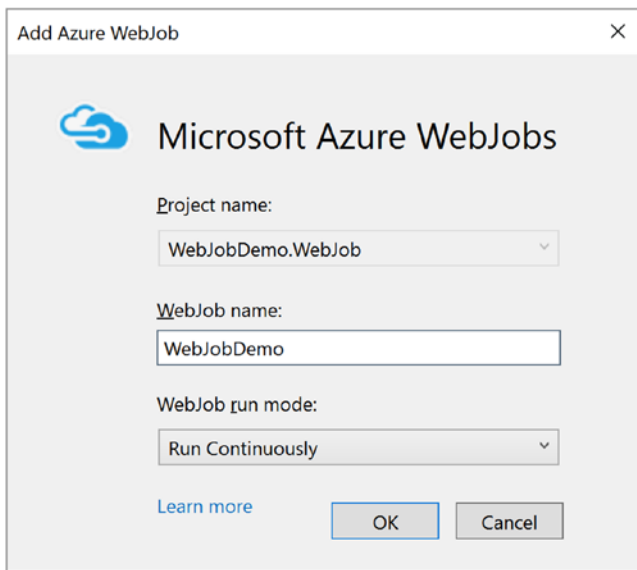 Add Azure WebJob
Microsoft Azure WebJobs
Project name:
WebJobDemo.WebJob
WebJob name:
WebJobDemo
WebJob run mode:
Run Continuously
Learn more
OK
Cancel